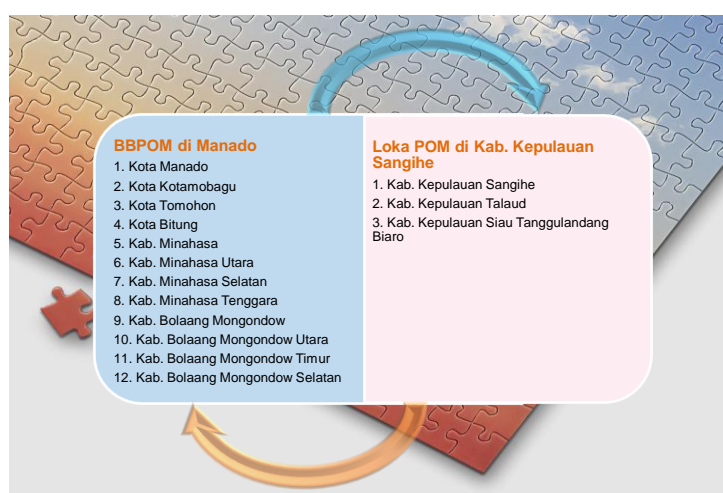 BBPOM di Manado
1. Kota Manado
2. Kota Kotamobagu
3. Kota Tomohon
4. Kota Bitung
5. Kab. Minahasa
6. Kab. Minahasa Utara
7. Kab. Minahasa Selatan
8. Kab. Minahasa Tenggara
9. Kab. Bolaang Mongondow
10. Kab. Bolaang Mongondow Utara
11. Kab. Bolaang Mongondow Timur
12. Kab. Bolaang Mongondow Selatan
Loka POM di Kab. Kepulauan
Sangihe
1. Kab. Kepulauan Sangihe
2. Kab. Kepulauan Talaud
3. Kab. Kepulauan Siau Tanggulandang
Biaro